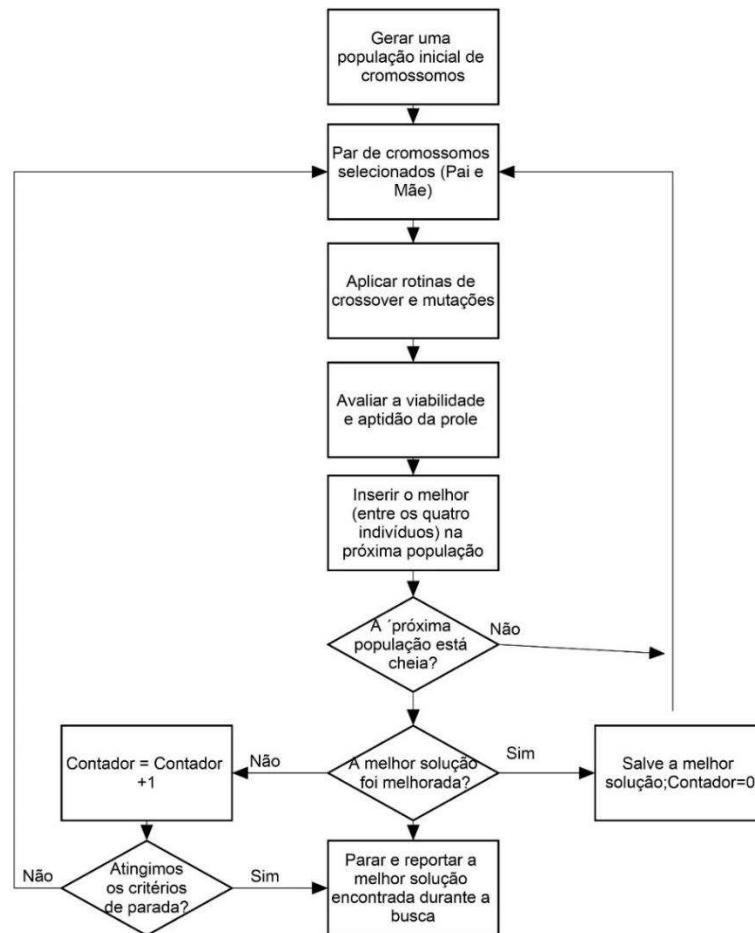 Gerar uma
população inicial de
cromossomos
Par de cromossomos
selecionados (Pai e
Mãe)
Aplicar rotinas de
crossover e mutações
Avaliar a viabilidade
e aptidão da prole
Inserir o melhor
(entre os quatro
indivíduos) na
próxima população
A ´próxima
população está
cheia?
Não
A melhor solução
foi melhorada?
Não
Sim
Contador = Contador
+1
Salve a melhor
solução;Contador=0
Atingimos
os critérios
de parada?
Não
Sim
Parar e reportar a
melhor solução
encontrada durante a
busca